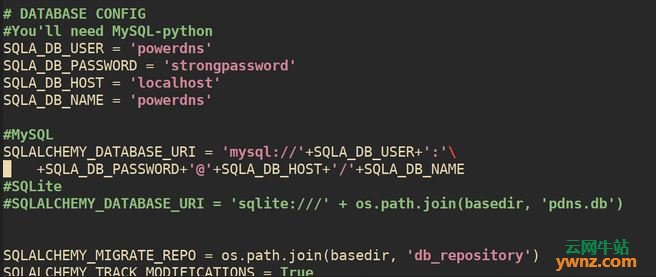 # DATABASE CONFIG
#You'll need MySQL-python
SQLA_DB_USER = 'powerdns'
SQLA_DB_PASSWORD = 'strongpassword'
SQLA_DB_HOST = 'localhost'
SQLA_DB_NAME = 'powerdns'
#MySQL
SQLALCHEMY_DATABASE_URI = 'mysql://'+SQLA_DB_USER+':'\
+SQLA_DB_PASSWORD+'@'+SQLA_DB_HOST+'/'+SQLA_DB_NAME
#SQLite
#SQLALCHEMY_DATABASE_URI = 'sqlite:///' + os.path.join(basedir, 'pdns.db')
SQLALCHEMY_MIGRATE_REPO = os.path.join(basedir, 'db_repository')
SQLALCHEMY_TRACK_MODIFICATIONS = True
云网牛站
ywnz.com